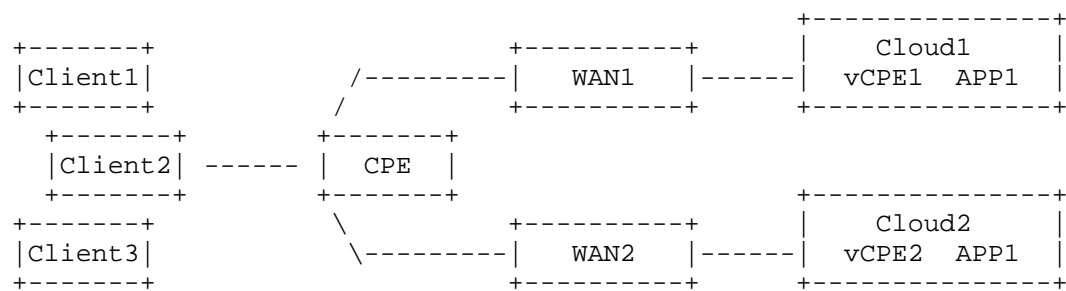 Cloud1
Client1 WAN1 vCPE1 APP1
Client2 CPE
Cloud2
Client3 WAN2 vCPE2 APP1